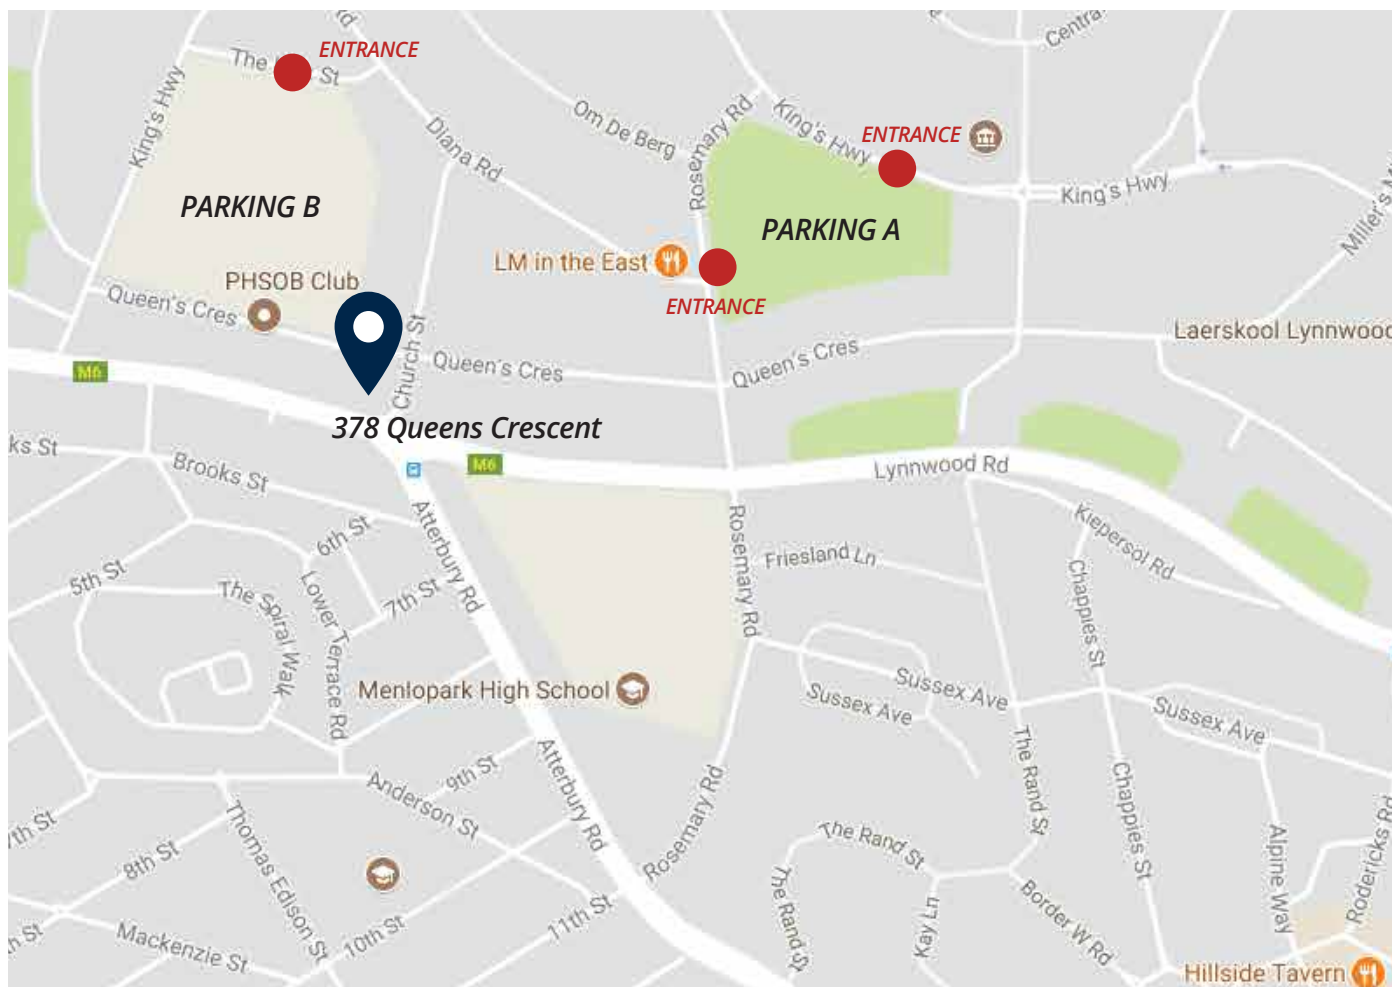 Rd
ENTRANCE
The
St
King's Hwy
Diana Rd
Om De Berg
Rosemary Rd
King's Hwy
ENTRANCE
King's Hwy
Miller's
PARKING B
PARKING A
LM in the East
ENTRANCE
PHSOB Club
Queen's Cres
Church St
Queen's Cres
Queen's Cres
Laerskool Lynnwood
M6
378 Queens Crescent
M6
Lynnwood Rd
ks St
Brooks St
Atterbury Rd
6th St
7th St
5th St
The Spiral Walk
Lower Terrace Rd
Rosemary Rd
Friesland Ln
Kiepersol Rd
Chappies St
Menlopark High School
Sussex Ave
Sussex Ave
Sussex Ave
The Rand St
Chappies St
Atterbury Rd
9th St
Anderson St
Rosemary Rd
7th St
8th St
Thomas Edison St
The Rand St
The Rand St
Kay Ln
Border W Rd
Alpine Way
Rodericks Rd
Mackenzie St
10th St
11th St
h St
Hillside Tavern